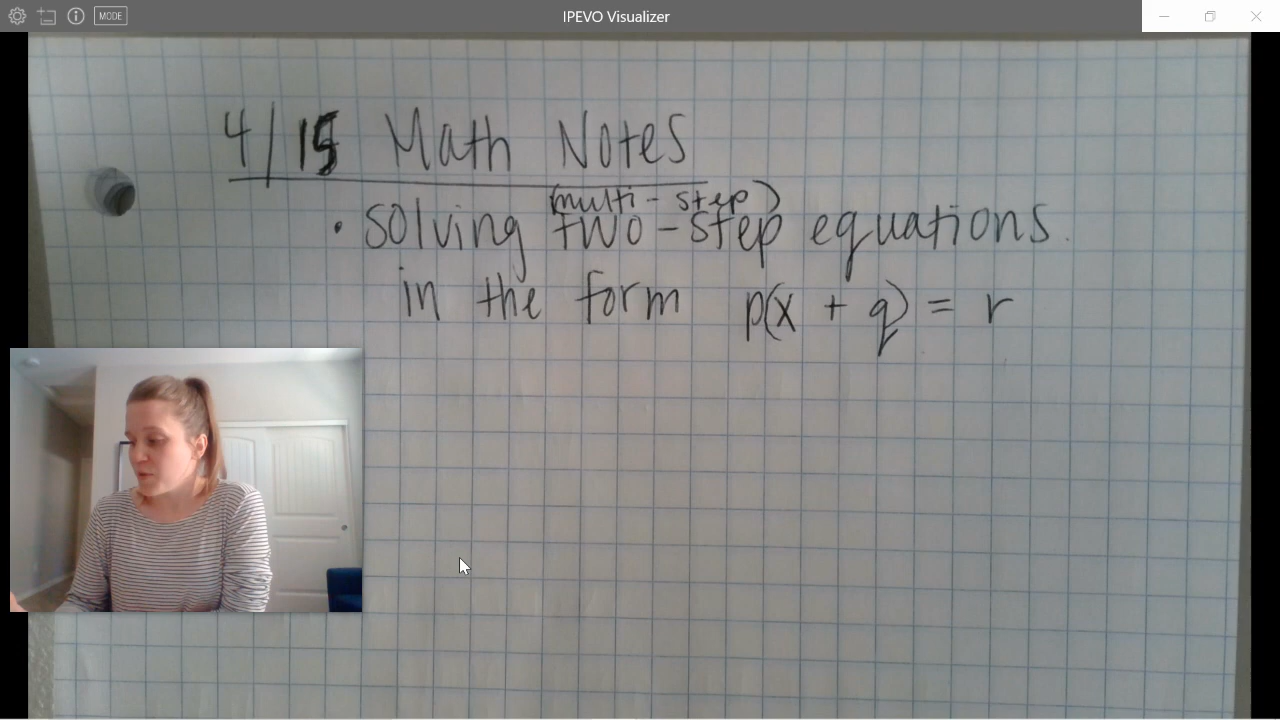 MODE
IPEVO Visualizer
4/15 Math Notes
(multi-step)
• solving two-step equations
in the form p(x + q) = r